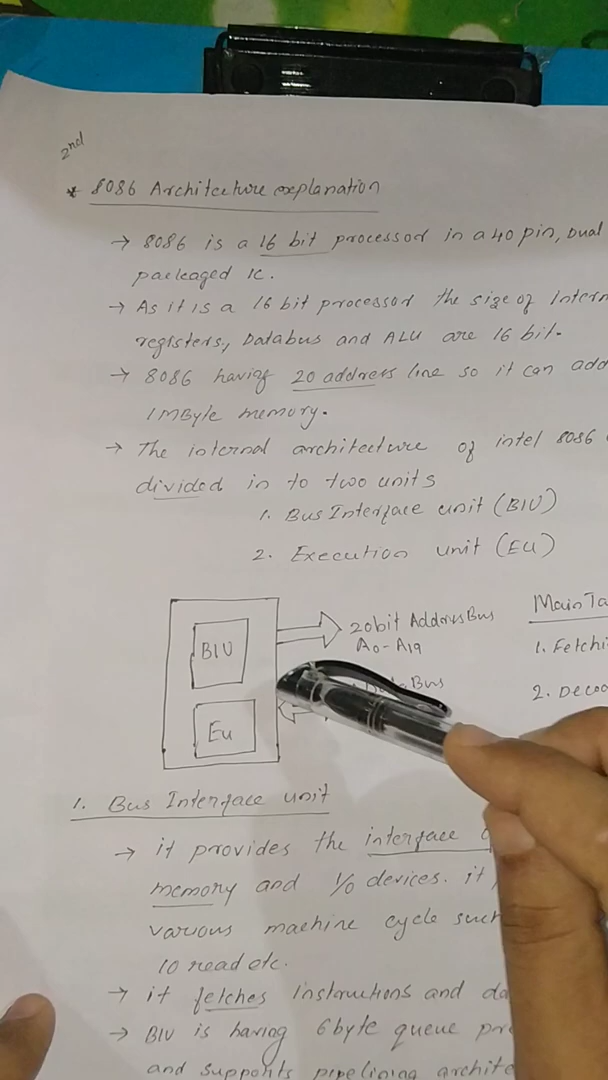 2nd
* 8086 Architecture explanation
→ 8086 is a 16 bit processor in a 40 pin, Dual
packaged IC.
→ As it is a 16 bit processor the size of intern
registers, Databus and ALU are 16 bit.
→ 8086 having 20 address line so it can add
1MByte memory.
→ The internal architecture of intel 8086
divided in to two units
1. Bus Interface unit (BIU)
2. Execution unit (EU)
BIU
Eu
20bit Address Bus
A0 - A19
Bus
Main Ta
1. Fetchi
2. Deco
1. Bus Interface unit
→ it provides the interface
memory and I/O devices. it
various machine cycle such
IO read etc.
→ it fetches instructions and da
→ BIU is having 6byte queue
and supports pipelining archite